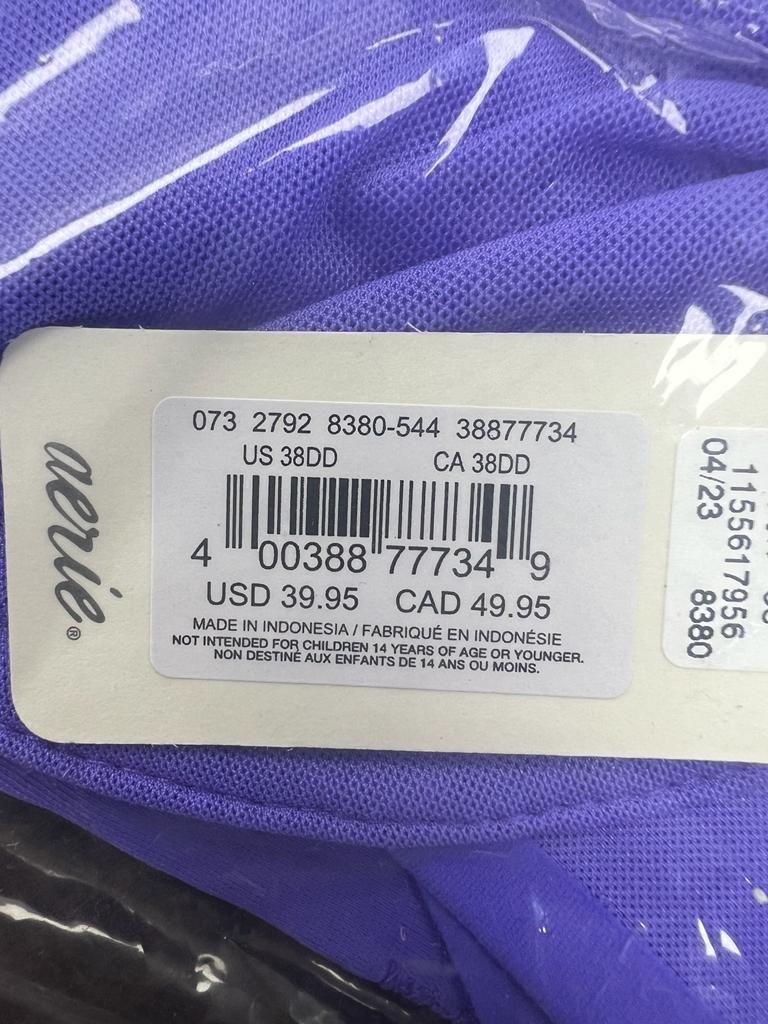 aerie®
073 2792 8380-544 38877734
US 38DD CA 38DD
4 00388 77734 9
USD 39.95 CAD 49.95
MADE IN INDONESIA / FABRIQUÉ EN INDONÉSIE
NOT INTENDED FOR CHILDREN 14 YEARS OF AGE OR YOUNGER.
NON DESTINÉ AUX ENFANTS DE 14 ANS OU MOINS.
1155617956
04/23 8380